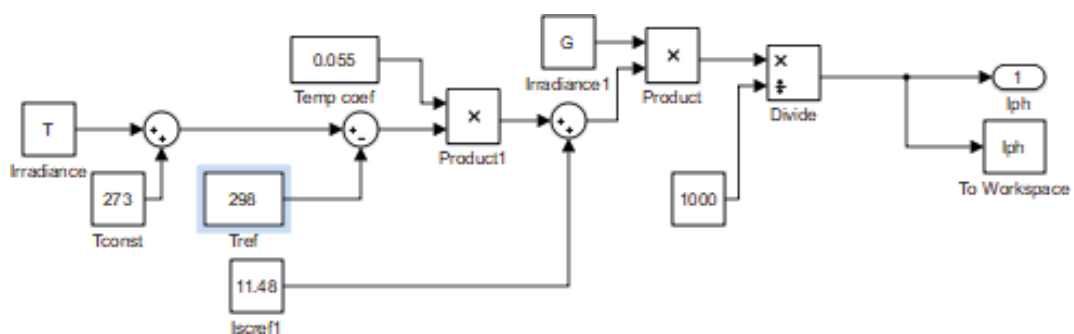 G
0.055
×
×
Irradiance1
÷
1
Temp coef
Product
Iph
T
+
+
+
−
×
+
+
Divide
Iph
Irradiance
Product1
273
298
1000
To Workspace
Tconst
Tref
11.48
Iscref1